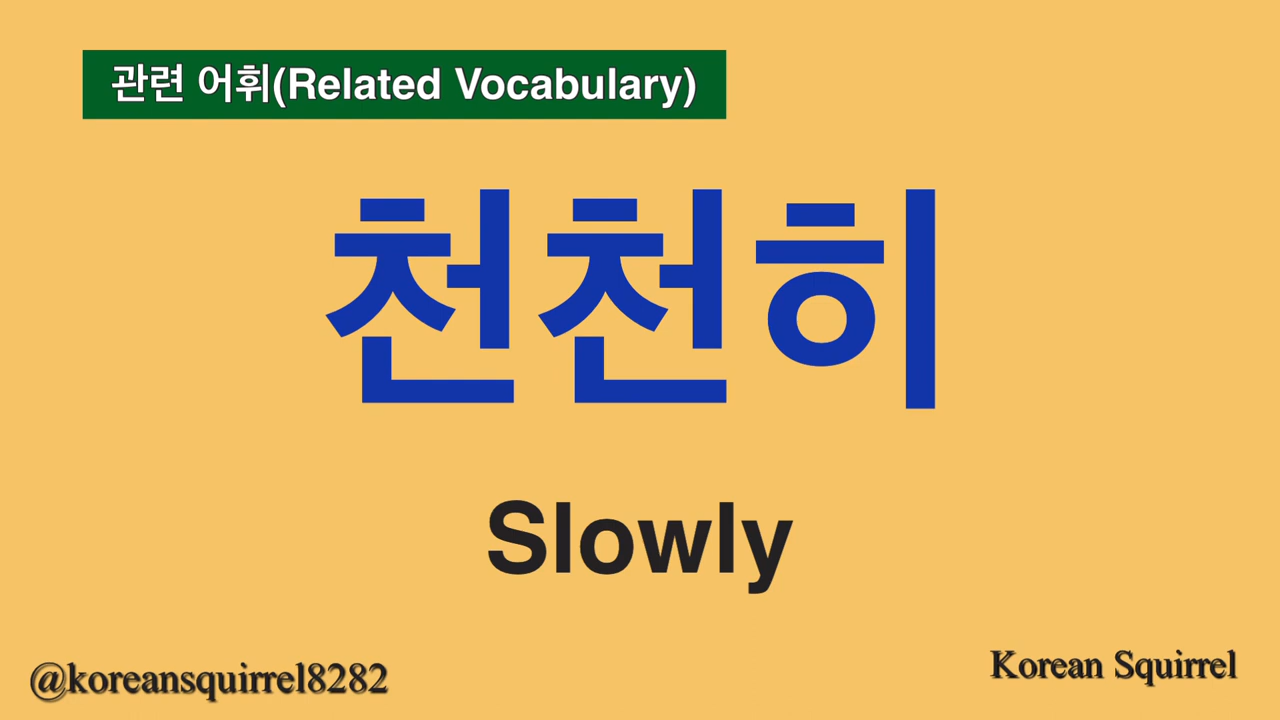 관련 어휘(Related Vocabulary)
천천히
Slowly
@koreansquirrel8282
Korean Squirrel